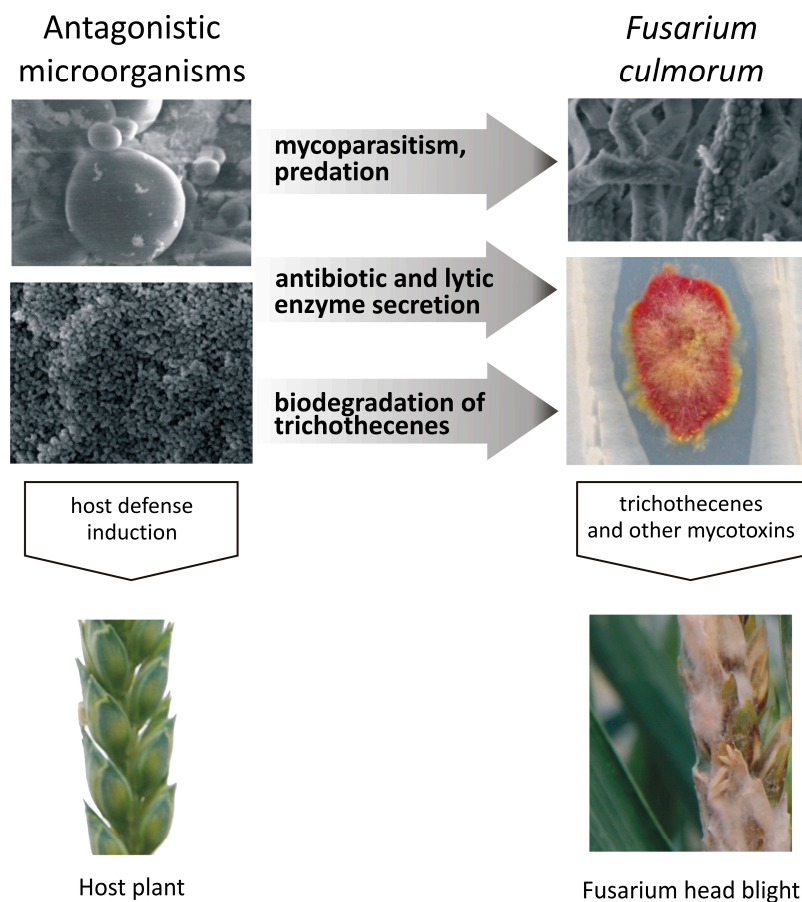 Antagonistic
microorganisms
Fusarium
culmorum
mycoparasitism,
predation
antibiotic and lytic
enzyme secretion
biodegradation of
trichothecenes
host defense
induction
trichothecenes
and other mycotoxins
Host plant
Fusarium head blight